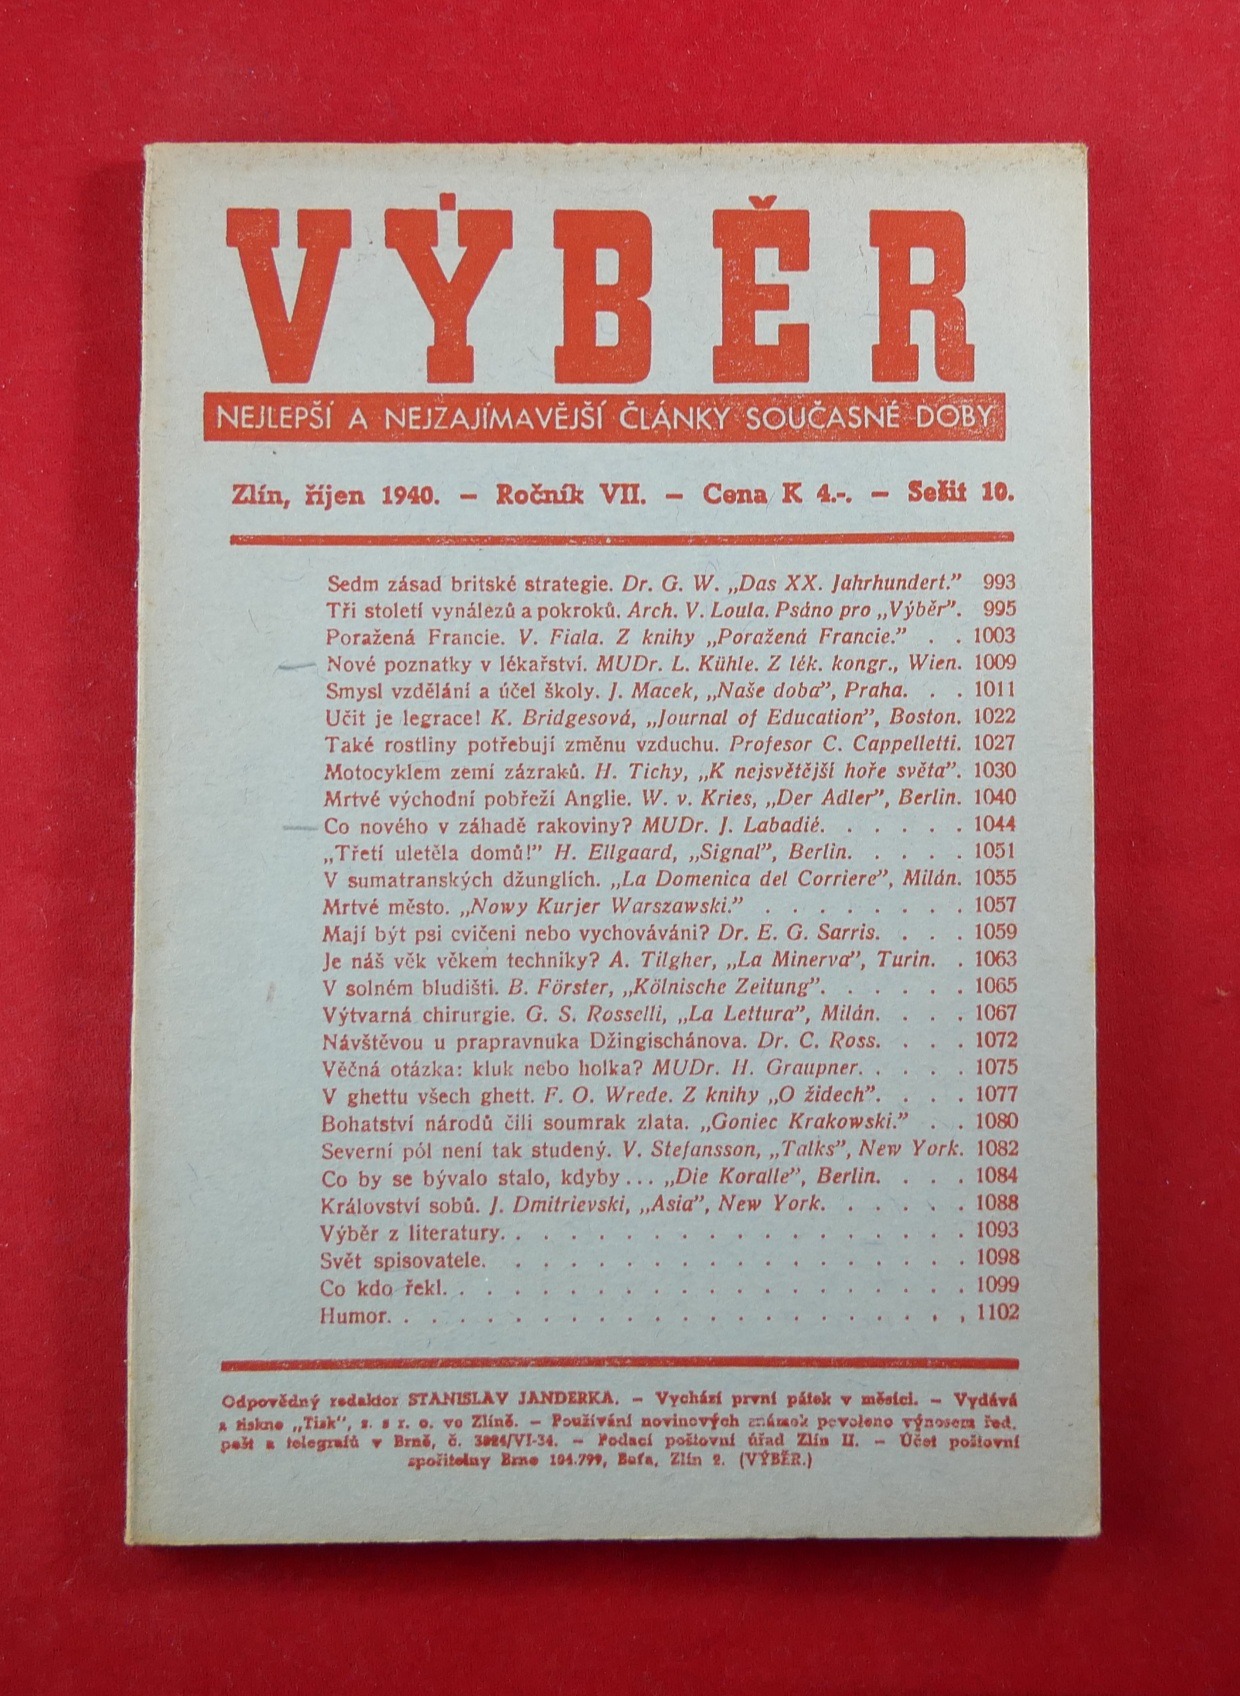 VÝBĚR
NEJLEPŠÍ A NEJZAJÍMAVĚJŠÍ ČLÁNKY SOUČASNÉ DOBY
Zlín, říjen 1940. – Ročník VII. – Cena K 4.-. – Sešit 10.
Sedm zásad britské strategie. Dr. G. W. „Das XX. Jahrhundert.” 993
Tři století vynálezů a pokroků. Arch. V. Loula. Psáno pro „Výběr”. 995
Poražená Francie. V. Fiala. Z knihy „Poražená Francie.” . . 1003
Nové poznatky v lékařství. MUDr. L. Kühle. Z lék. kongr., Wien. 1009
Smysl vzdělání a účel školy. J. Macek, „Naše doba”, Praha. . . 1011
Učit je legrace! K. Bridgesová, „Journal of Education”, Boston. 1022
Také rostliny potřebují změnu vzduchu. Profesor C. Cappelletti. 1027
Motocyklem zemí zázraků. H. Tichy, „K nejsvětější hoře světa”. 1030
Mrtvé východní pobřeží Anglie. W. v. Kries, „Der Adler”, Berlin. 1040
Co nového v záhadě rakoviny? MUDr. J. Labadié. . . . . . 1044
„Třetí uletěla domů!” H. Ellgaard, „Signal”, Berlin. . . . . 1051
V sumatranských džunglích. „La Domenica del Corriere”, Milán. 1055
Mrtvé město. „Nowy Kurjer Warszawski.” . . . . . . . . 1057
Mají být psi cvičeni nebo vychováváni? Dr. E. G. Sarris. . . . 1059
Je náš věk věkem techniky? A. Tilgher, „La Minerva”, Turin. . 1063
V solném bludišti. B. Förster, „Kölnische Zeitung”. . . . . . 1065
Výtvarná chirurgie. G. S. Rosselli, „La Lettura”, Milán. . . . 1067
Návštěvou u prapravnuka Džingischánova. Dr. C. Ross. . . . 1072
Věčná otázka: kluk nebo holka? MUDr. H. Graupner. . . . . 1075
V ghettu všech ghett. F. O. Wrede. Z knihy „O židech”. . . . 1077
Bohatství národů čili soumrak zlata. „Goniec Krakowski.” . . 1080
Severní pól není tak studený. V. Stefansson, „Talks”, New York. 1082
Co by se bývalo stalo, kdyby... „Die Koralle”, Berlin. . . . 1084
Království sobů. J. Dmitrievski, „Asia”, New York. . . . . . 1088
Výběr z literatury. . . . . . . . . . . . . . . . . . 1093
Svět spisovatele. . . . . . . . . . . . . . . . . . 1098
Co kdo řekl. . . . . . . . . . . . . . . . . . . . 1099
Humor. . . . . . . . . . . . . . . . . . . . . . 1102
Odpovědný redaktor STANISLAV JANDERKA. – Vychází první pátek v měsíci. – Vydává
a tiskne „Tisk”, s. s r. o. ve Zlíně. – Používání novinových známek povoleno výnosem řed.
pošt a telegrafů v Brně, č. 3824/VI-34. – Podací poštovní úřad Zlín II. – Účet poštovní
spořitelny Brno 104.799, Baťa, Zlín 2. (VÝBĚR.)